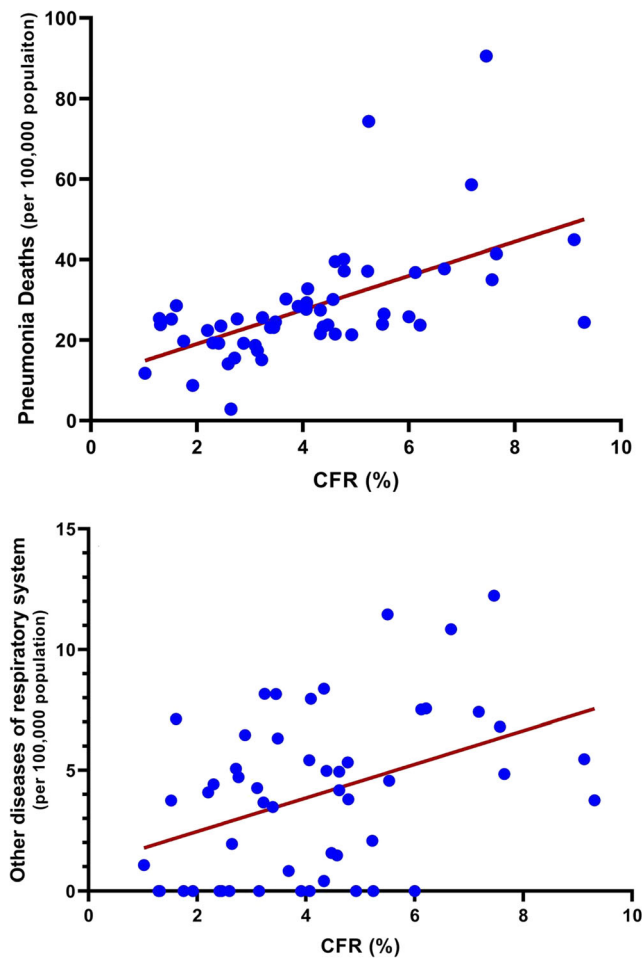 Pneumonia Deaths (per 100,000 populaiton)
100
80
60
40
20
0
0 2 4 6 8 10
CFR (%)
Other diseases of respiratory system
(per 100,000 population)
15
10
5
0
0 2 4 6 8 10
CFR (%)